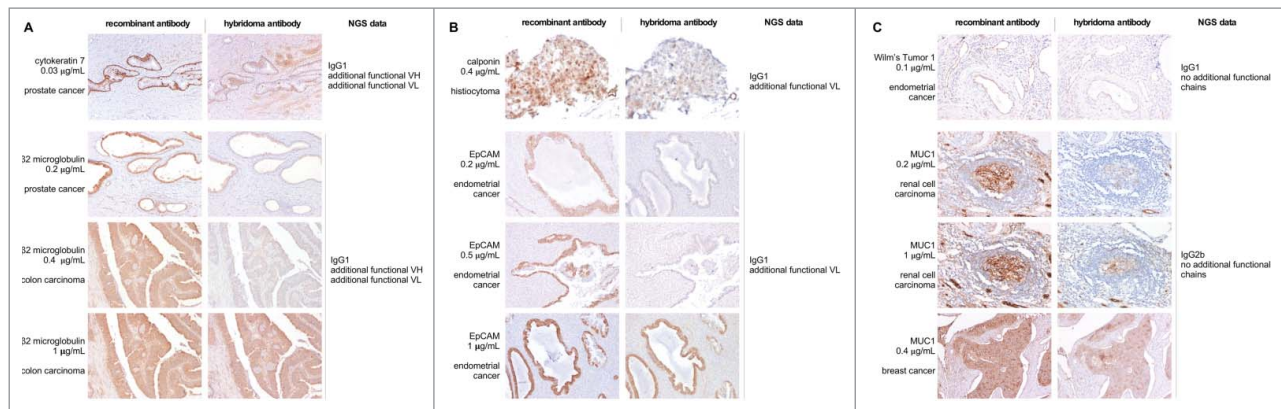 A
recombinant antibody
hybridoma antibody
NGS data
cytokeratin 7
0.03 µg/mL
prostate cancer
IgG1
additional functional VH
additional functional VL
32 microglobulin
0.2 µg/mL
prostate cancer
32 microglobulin
0.4 µg/mL
colon carcinoma
32 microglobulin
1 µg/mL
colon carcinoma
IgG1
additional functional VH
additional functional VL
B
recombinant antibody
hybridoma antibody
NGS data
calponin
0.4 µg/mL
histiocytoma
IgG1
additional functional VL
EpCAM
0.2 µg/mL
endometrial
cancer
EpCAM
0.5 µg/mL
endometrial
cancer
EpCAM
1 µg/mL
endometrial
cancer
IgG1
additional functional VL
C
recombinant antibody
hybridoma antibody
NGS data
Wilm's Tumor 1
0.1 µg/mL
endometrial
cancer
IgG1
no additional functional
chains
MUC1
0.2 µg/mL
renal cell
carcinoma
MUC1
1 µg/mL
renal cell
carcinoma
MUC1
0.4 µg/mL
breast cancer
IgG2b
no additional functional
chains